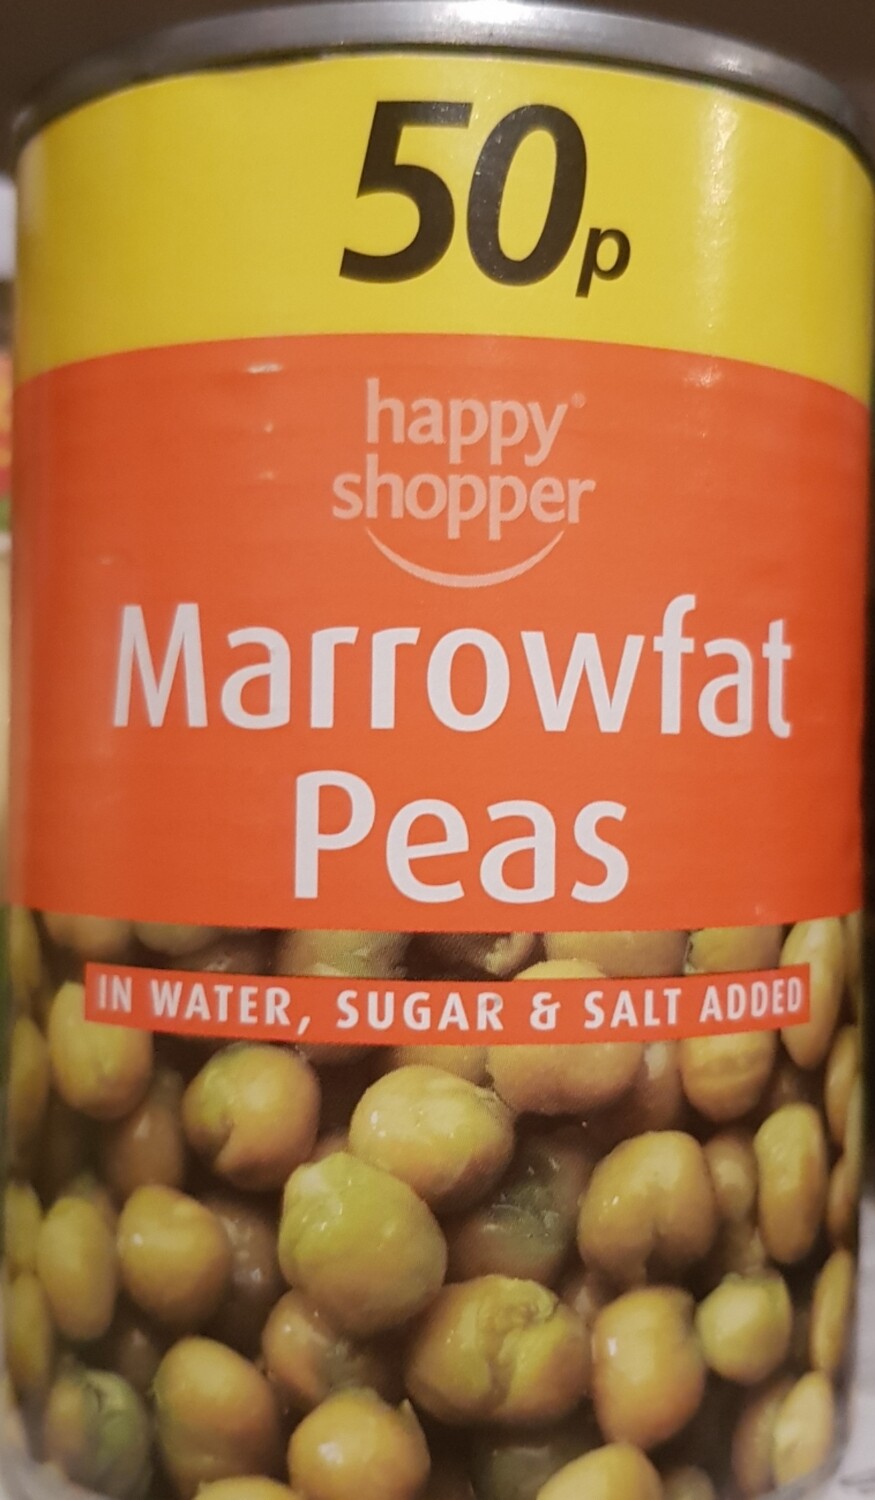 50p
happy
shopper
Marrowfat
Peas
IN WATER, SUGAR & SALT ADDED